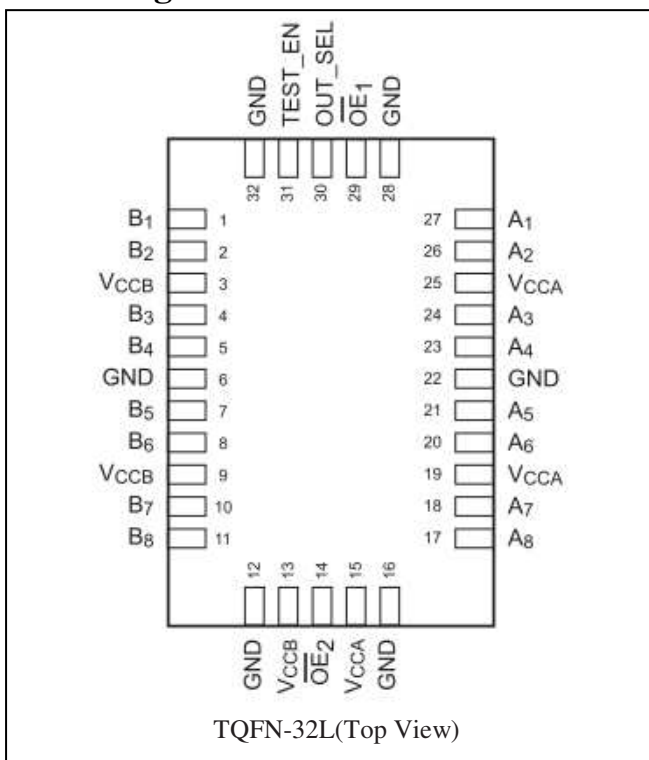 GND TEST_EN OUT_SEL OE1 GND
32 31 30 29 28
B1 1 27 A1
B2 2 26 A2
VCCB 3 25 VCCA
B3 4 24 A3
B4 5 23 A4
GND 6 22 GND
B5 7 21 A5
B6 8 20 A6
VCCB 9 19 VCCA
B7 10 18 A7
B8 11 17 A8
12 13 14 15 16
GND VCCB OE2 VCCA GND
TQFN-32L(Top View)